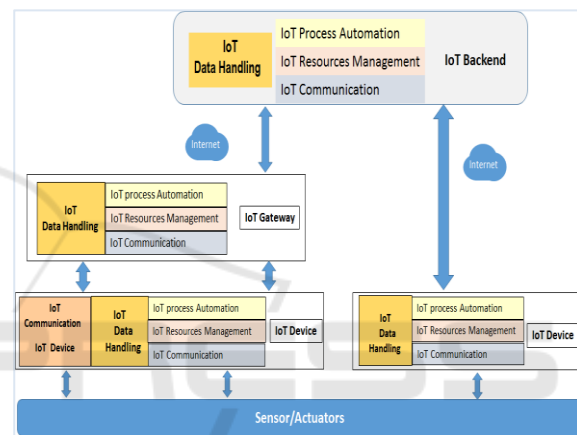 IoT
Data Handling
IoT Process Automation
IoT Resources Management
IoT Communication
IoT Backend
Internet
Internet
IoT
Data Handling
IoT process Automation
IoT Resources Management
IoT Communication
IoT Gateway
IoT
Communication
IoT Device
IoT
Data
Handling
IoT process Automation
IoT Resources Management
IoT Communication
IoT Device
IoT
Data
Handling
IoT process Automation
IoT Resources Management
IoT Communication
IoT Device
Sensor/Actuators